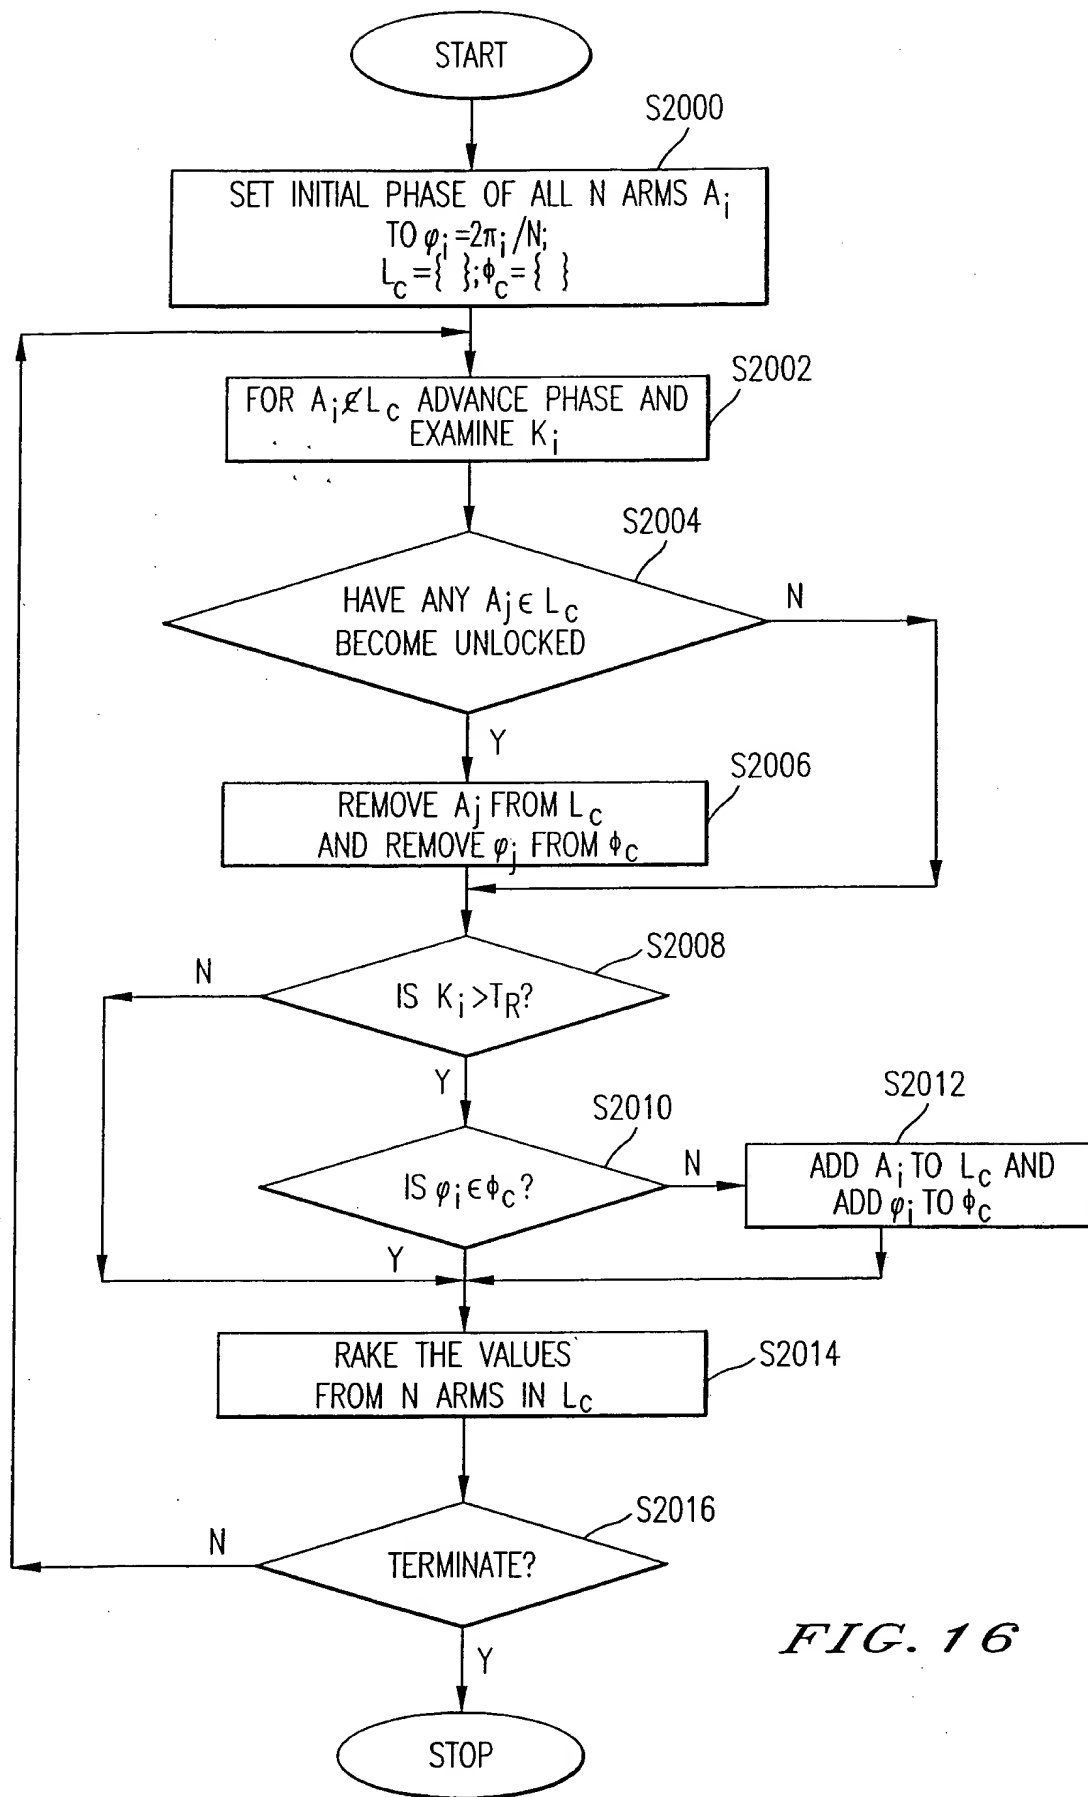 START
S2000
SET INITIAL PHASE OF ALL N ARMS Ai
TO φi=2πi/N;
Lc={ };ϕc={ }
S2002
FOR Ai∉Lc ADVANCE PHASE AND
EXAMINE Ki
S2004
HAVE ANY Aj∈ Lc
BECOME UNLOCKED
N
Y
S2006
REMOVE Aj FROM Lc
AND REMOVE φj FROM ϕc
S2008
IS Ki>TR?
N
Y
S2010
IS φi∈ϕc?
N
Y
S2012
ADD Ai TO Lc AND
ADD φi TO ϕc
S2014
RAKE THE VALUES
FROM N ARMS IN Lc
S2016
TERMINATE?
N
Y
STOP
FIG. 16